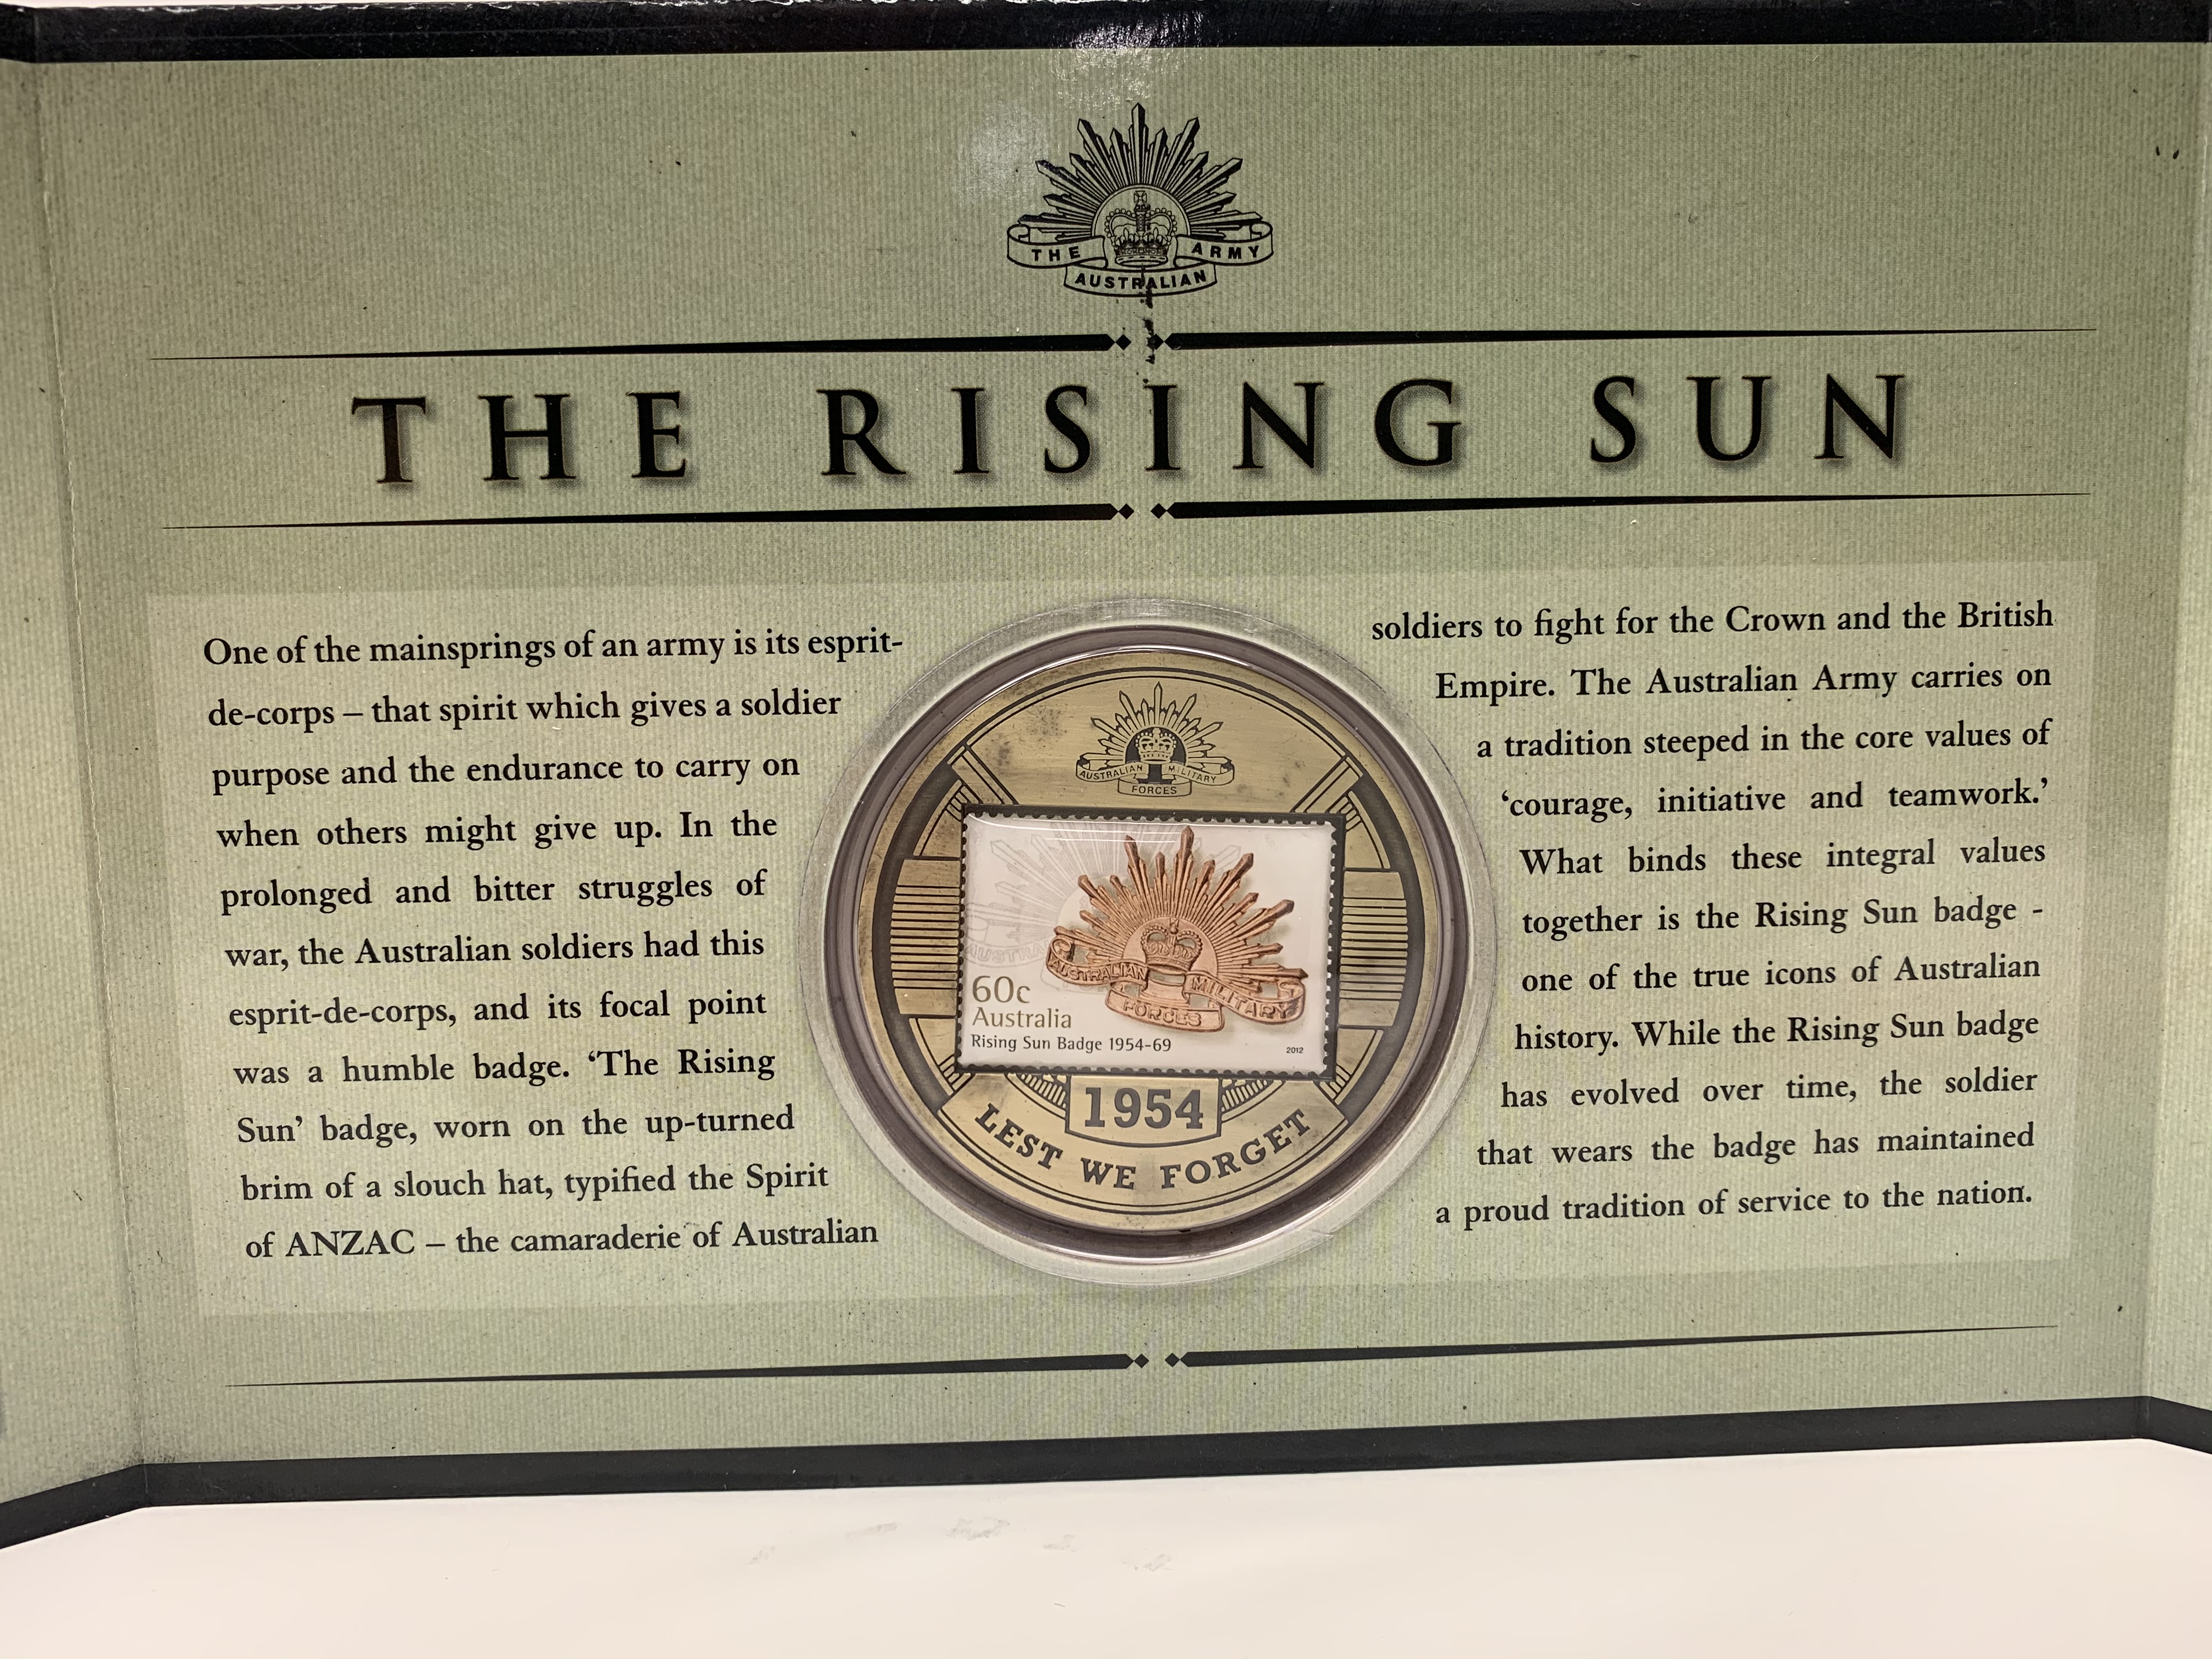 THE ARMY
AUSTRALIAN
THE RISING SUN
One of the mainsprings of an army is its esprit-
de-corps – that spirit which gives a soldier
purpose and the endurance to carry on
when others might give up. In the
prolonged and bitter struggles of
war, the Australian soldiers had this
esprit-de-corps, and its focal point
was a humble badge. ‘The Rising
Sun’ badge, worn on the up-turned
brim of a slouch hat, typified the Spirit
of ANZAC – the camaraderie of Australian
AUSTRALIAN MILITARY
FORCES
AUSTRALIAN MILITARY
FORCES
60c
Australia
Rising Sun Badge 1954-69
2012
1954
LEST WE FORGET
soldiers to fight for the Crown and the British
Empire. The Australian Army carries on
a tradition steeped in the core values of
‘courage, initiative and teamwork.’
What binds these integral values
together is the Rising Sun badge -
one of the true icons of Australian
history. While the Rising Sun badge
has evolved over time, the soldier
that wears the badge has maintained
a proud tradition of service to the nation.